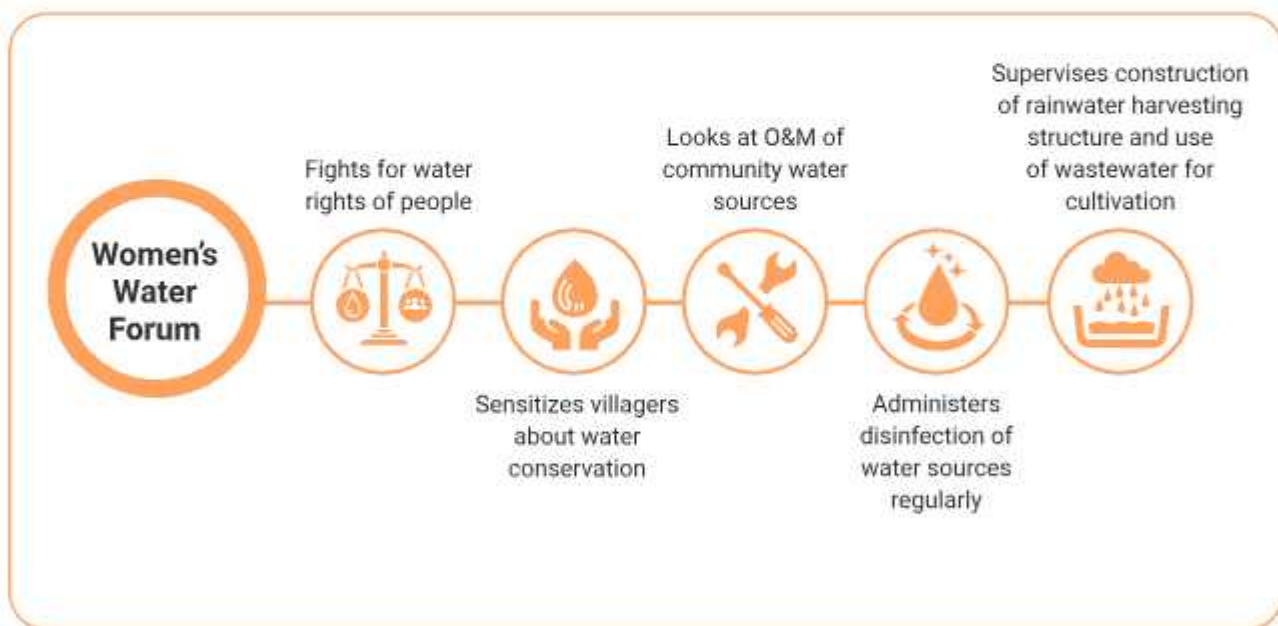 Women's
Water
Forum
Fights for water
rights of people
Sensitizes villagers
about water
conservation
Looks at O&M of
community water
sources
Administers
disinfection of
water sources
regularly
Supervises construction
of rainwater harvesting
structure and use
of wastewater for
cultivation